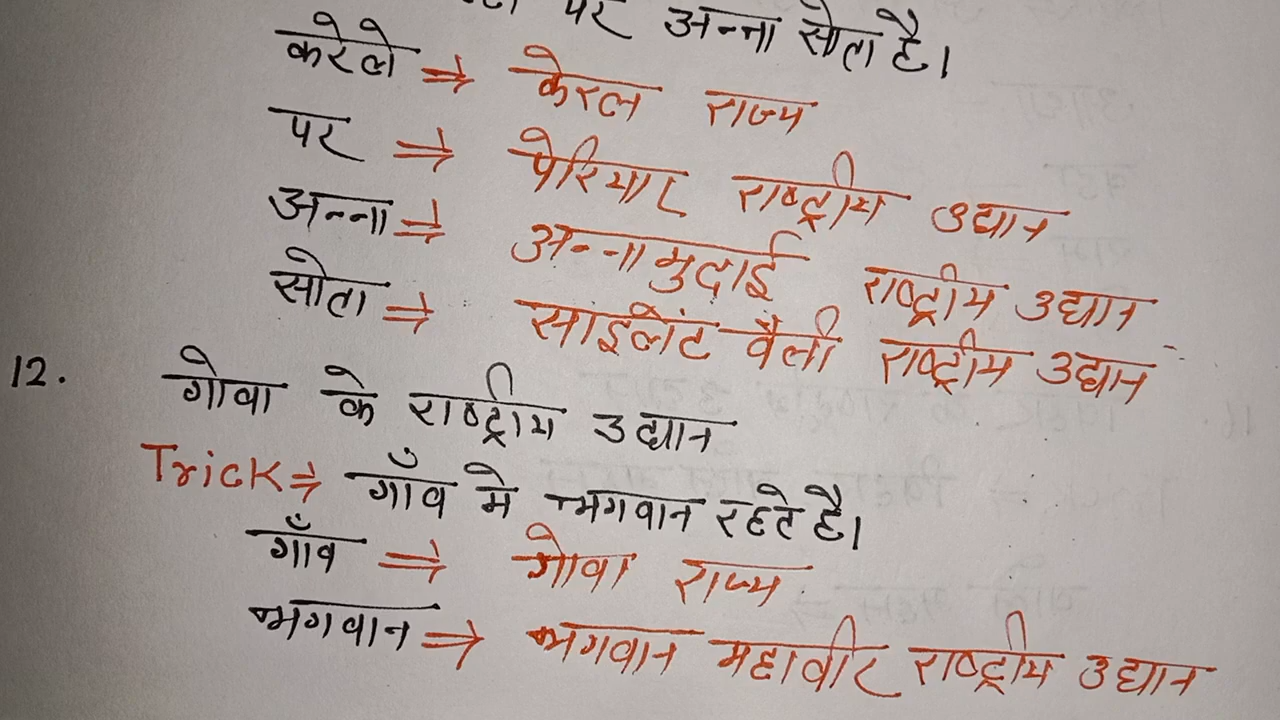 पर अन्ना सोता है।
करेले ⇒ केरल राज्य
पर ⇒ पेरियार राष्ट्रीय उद्यान
अन्ना ⇒ अन्नामुदाई राष्ट्रीय उद्यान
सोता ⇒ साईलेंट वैली राष्ट्रीय उद्यान
12. गोवा के राष्ट्रीय उद्यान
Trick ⇒ गाँव मे भगवान रहते है।
गाँव ⇒ गोवा राज्य
भगवान ⇒ भगवान महावीर राष्ट्रीय उद्यान